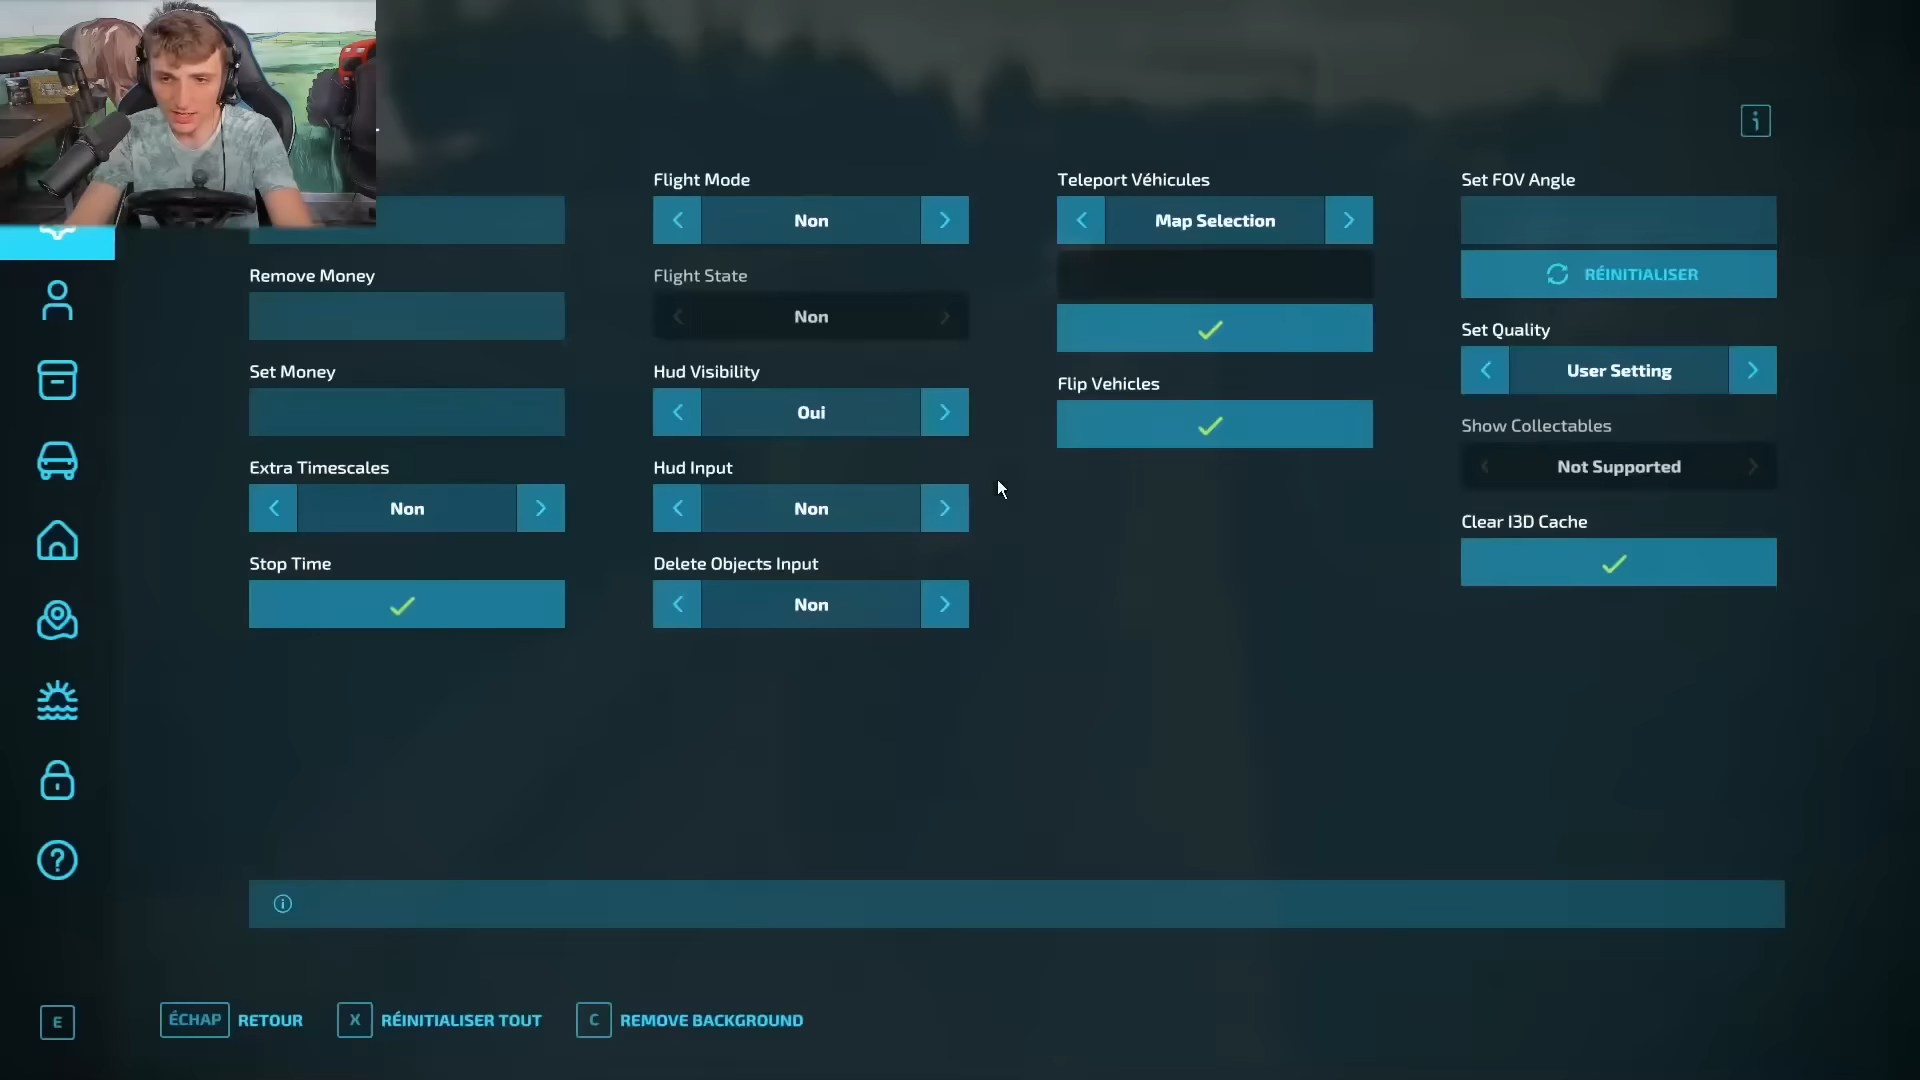 Flight Mode
Non
Teleport Véhicules
Map Selection
Set FOV Angle
RÉINITIALISER
Remove Money
Flight State
Non
Set Quality
User Setting
Set Money
Hud Visibility
Oui
Flip Vehicles
Show Collectables
Not Supported
Extra Timescales
Non
Hud Input
Non
Clear I3D Cache
Stop Time
Delete Objects Input
Non
E
ÉCHAP RETOUR
X RÉINITIALISER TOUT
C REMOVE BACKGROUND